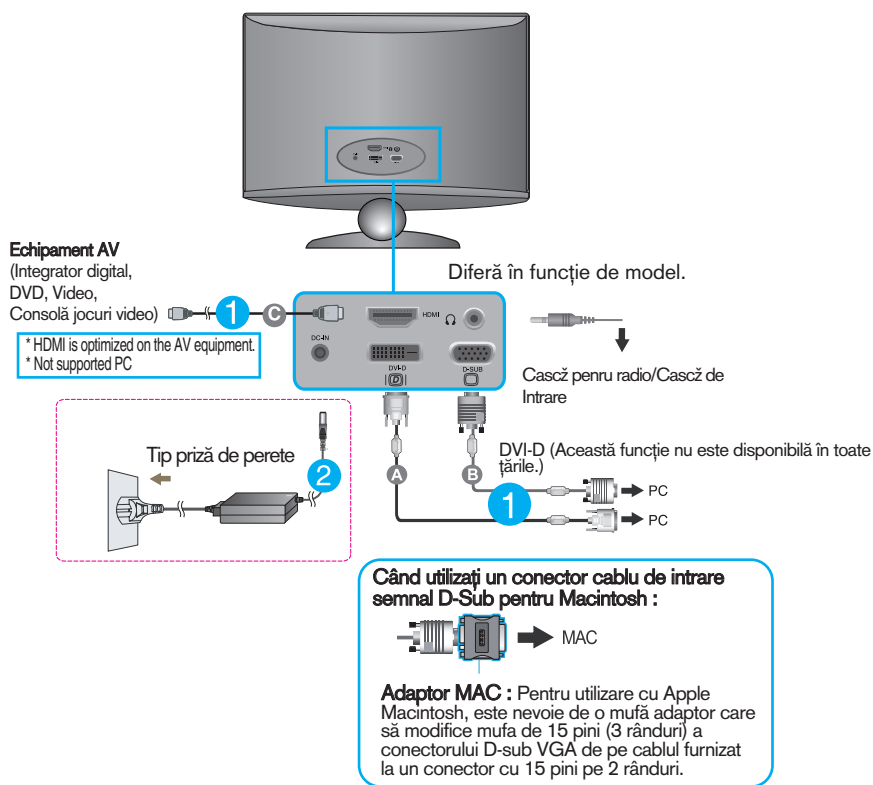 Echipament AV
(Integrator digital,
DVD, Video,
Consolă jocuri video)
1
C
* HDMI is optimized on the AV equipment.
* Not supported PC
Diferă în funcție de model.
HDMI
DC-IN
DVI-D
D
D-SUB
Cascž penru radio/Cascž de
Intrare
Tip priză de perete
2
A
B
1
DVI-D (Această funcție nu este disponibilă în toate
țările.)
PC
PC
Când utilizați un conector cablu de intrare
semnal D-Sub pentru Macintosh :
MAC
Adaptor MAC : Pentru utilizare cu Apple
Macintosh, este nevoie de o mufă adaptor care
să modifice mufa de 15 pini (3 rânduri) a
conectorului D-sub VGA de pe cablul furnizat
la un conector cu 15 pini pe 2 rânduri.